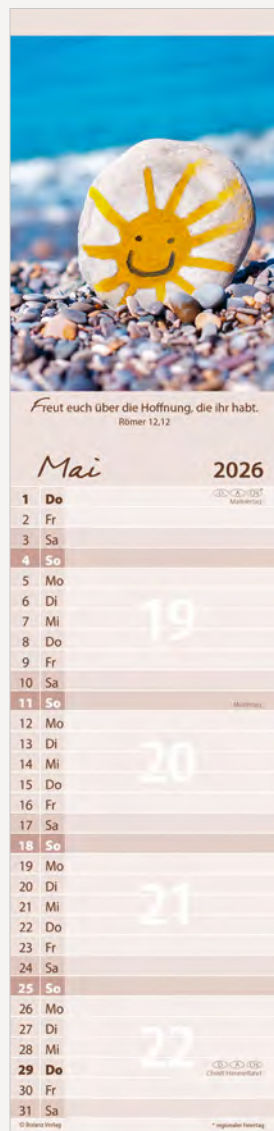 Freut euch über die Hoffnung, die ihr habt.
Römer 12,12
Mai 2026
1 Do D A CH*
Maifeiertag
2 Fr
3 Sa
4 So
5 Mo
6 Di 19
7 Mi
8 Do
9 Fr
10 Sa
11 So Muttertag
12 Mo
13 Di 20
14 Mi
15 Do
16 Fr
17 Sa
18 So
19 Mo
20 Di
21 Mi 21
22 Do
23 Fr
24 Sa
25 So
26 Mo
27 Di
28 Mi 22
29 Do D A CH
Christi Himmelfahrt
30 Fr
31 Sa
© Bolanz Verlag * regionaler Feiertag